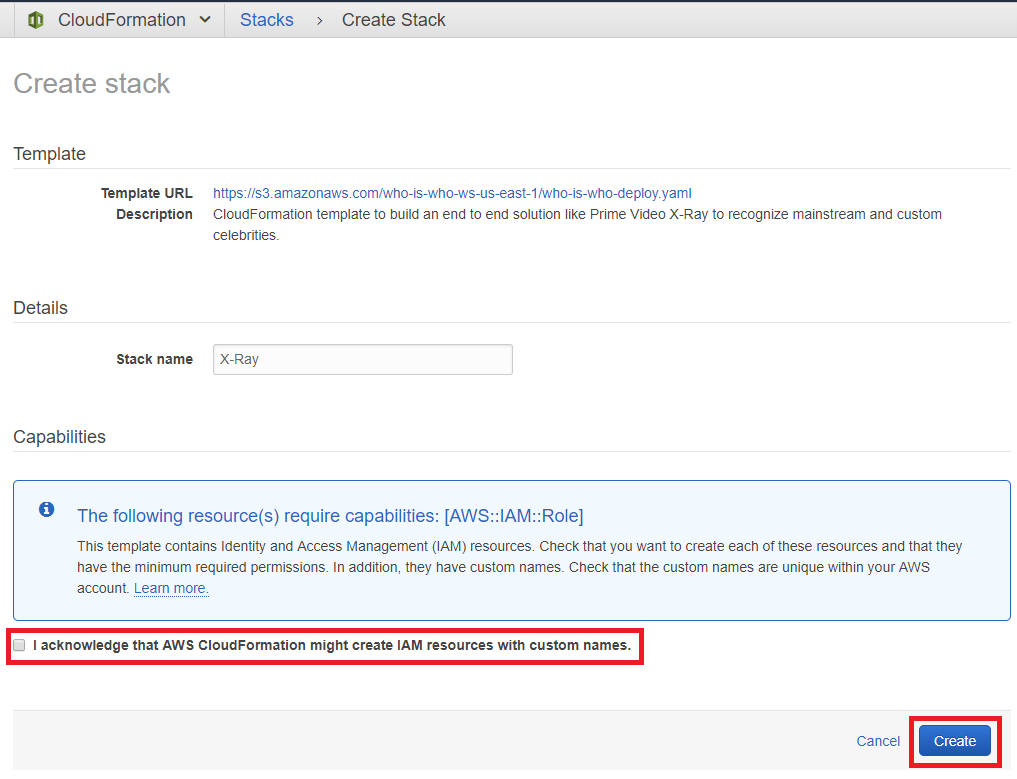 CloudFormation Stacks > Create Stack
Create stack
Template
Template URL https://s3.amazonaws.com/who-is-who-ws-us-east-1/who-is-who-deploy.yaml
Description CloudFormation template to build an end to end solution like Prime Video X-Ray to recognize mainstream and custom
celebrities.
Details
Stack name X-Ray
Capabilities
The following resource(s) require capabilities: [AWS::IAM::Role]
This template contains Identity and Access Management (IAM) resources. Check that you want to create each of these resources and that they
have the minimum required permissions. In addition, they have custom names. Check that the custom names are unique within your AWS
account. Learn more.
I acknowledge that AWS CloudFormation might create IAM resources with custom names.
Cancel Create